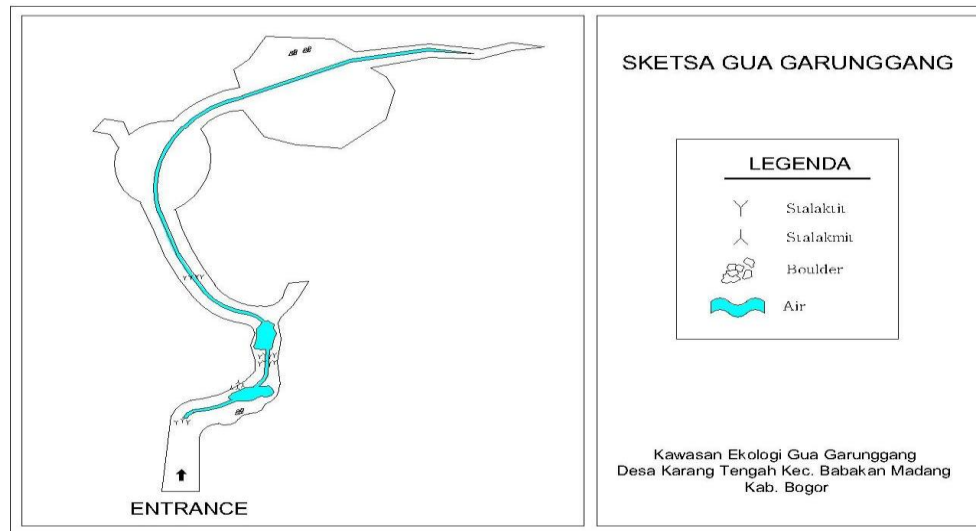 SKETSA GUA GARUNGGANG
LEGENDA
Stalaktit
Stalakmit
Boulder
Air
Kawasan Ekologi Gua Garunggang
Desa Karang Tengah Kec. Babakan Madang
Kab. Bogor
ENTRANCE